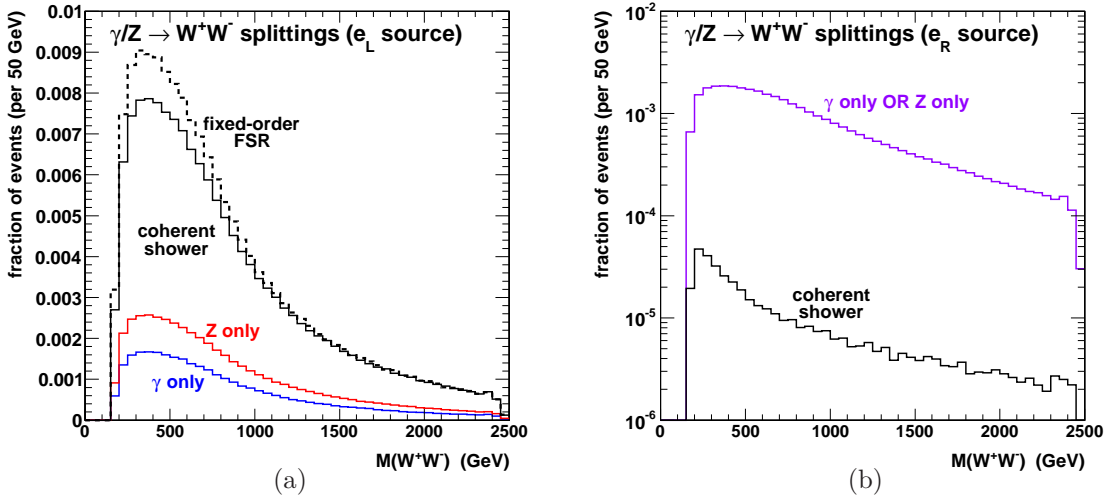 γ/Z → W⁺W⁻ splittings (e_L source)
fraction of events (per 50 GeV)
0.009
0.008
0.007
0.006
0.005
0.004
0.003
0.002
0.001
0
fixed-order
FSR
coherent
shower
Z only
γ only
0 500 1000 1500 2000 2500
M(W⁺W⁻) (GeV)
(a)
γ/Z → W⁺W⁻ splittings (e_R source)
fraction of events (per 50 GeV)
10⁻²
10⁻³
10⁻⁴
10⁻⁵
10⁻⁶
γ only OR Z only
coherent
shower
0 500 1000 1500 2000 2500
M(W⁺W⁻) (GeV)
(b)